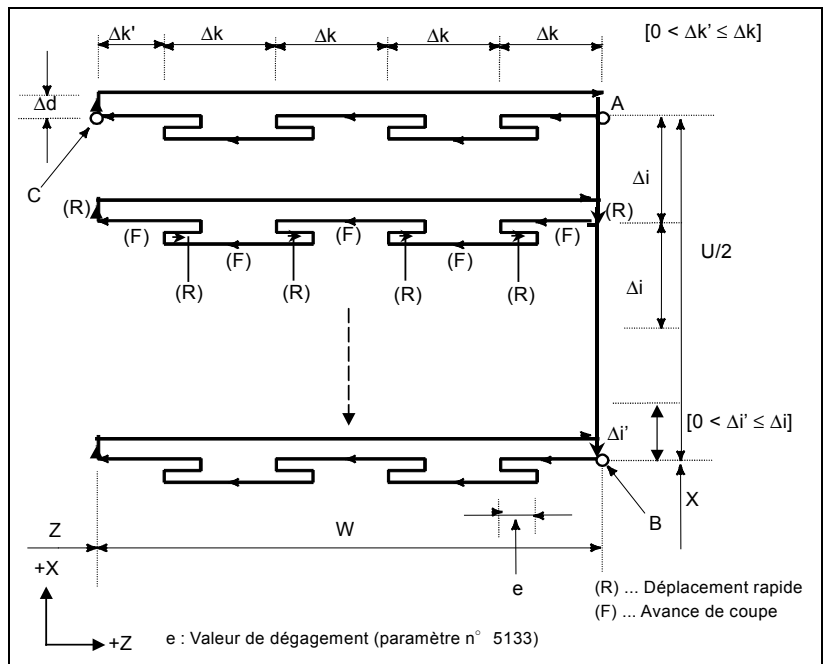 Δk' Δk Δk Δk Δk [0 < Δk' ≤ Δk]
Δd
A
C
Δi
(R) (R)
(F) (F) (F)
(F) (F)
U/2
Δi
(R) (R) (R) (R)
[0 < Δi' ≤ Δi]
Δi'
X
B
Z W
e
+X
(R) ... Déplacement rapide
(F) ... Avance de coupe
+Z e : Valeur de dégagement (paramètre n° 5133)